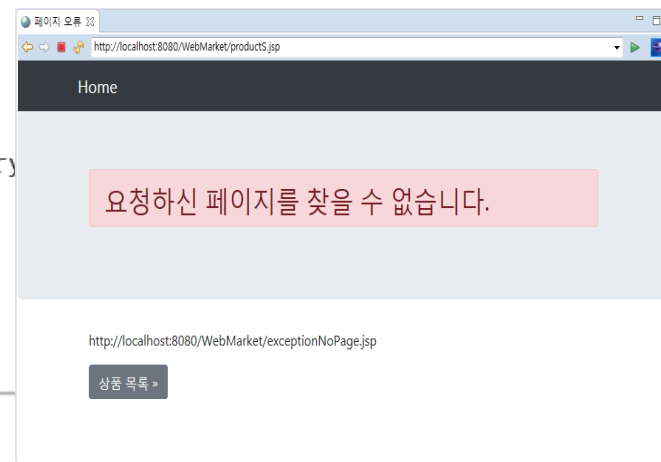 페이지 오류
http://localhost:8080/WebMarket/productS.jsp
Home
ry
요청하신 페이지를 찾을 수 없습니다.
http://localhost:8080/WebMarket/exceptionNoPage.jsp
상품 목록 »